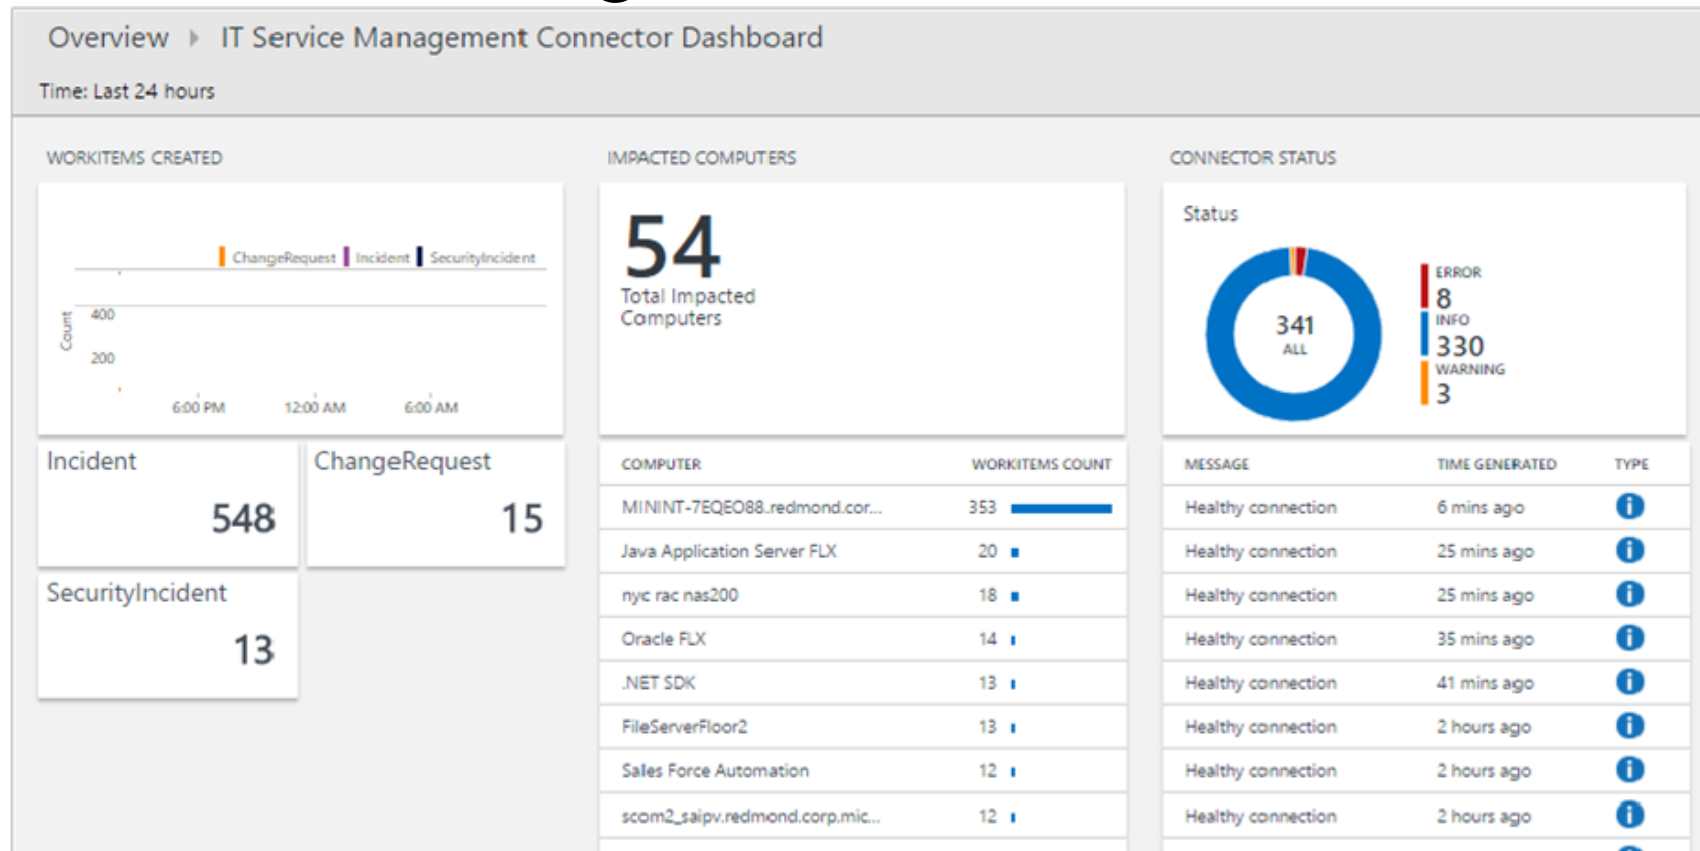 Overview ▸ IT Service Management Connector Dashboard
Time: Last 24 hours
WORKITEMS CREATED
ChangeRequest Incident SecurityIncident
Count
400
200
6:00 PM 12:00 AM 6:00 AM
Incident
548
ChangeRequest
15
SecurityIncident
13
IMPACTED COMPUTERS
54
Total Impacted
Computers
COMPUTER WORKITEMS COUNT
MININT-7EQEO88.redmond.cor... 353
Java Application Server FLX 20
nyc rac nas200 18
Oracle FLX 14
.NET SDK 13
FileServerFloor2 13
Sales Force Automation 12
scom2_saipv.redmond.corp.mic... 12
CONNECTOR STATUS
Status
341
ALL
ERROR
8
INFO
330
WARNING
3
MESSAGE TIME GENERATED TYPE
Healthy connection 6 mins ago
Healthy connection 25 mins ago
Healthy connection 25 mins ago
Healthy connection 35 mins ago
Healthy connection 41 mins ago
Healthy connection 2 hours ago
Healthy connection 2 hours ago
Healthy connection 2 hours ago